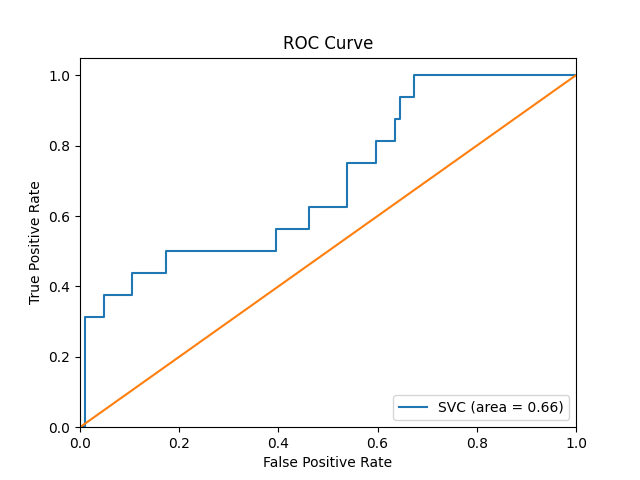 ROC Curve
True Positive Rate
1.0
0.8
0.6
0.4
0.2
0.0
0.0 0.2 0.4 0.6 0.8 1.0
False Positive Rate
SVC (area = 0.66)